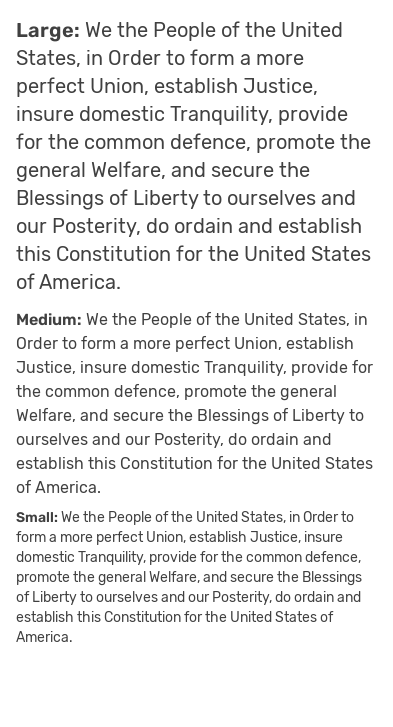 Large: We the People of the United
States, in Order to form a more
perfect Union, establish Justice,
insure domestic Tranquility, provide
for the common defence, promote the
general Welfare, and secure the
Blessings of Liberty to ourselves and
our Posterity, do ordain and establish
this Constitution for the United States
of America.
Medium: We the People of the United States, in
Order to form a more perfect Union, establish
Justice, insure domestic Tranquility, provide for
the common defence, promote the general
Welfare, and secure the Blessings of Liberty to
ourselves and our Posterity, do ordain and
establish this Constitution for the United States
of America.
Small: We the People of the United States, in Order to
form a more perfect Union, establish Justice, insure
domestic Tranquility, provide for the common defence,
promote the general Welfare, and secure the Blessings
of Liberty to ourselves and our Posterity, do ordain and
establish this Constitution for the United States of
America.